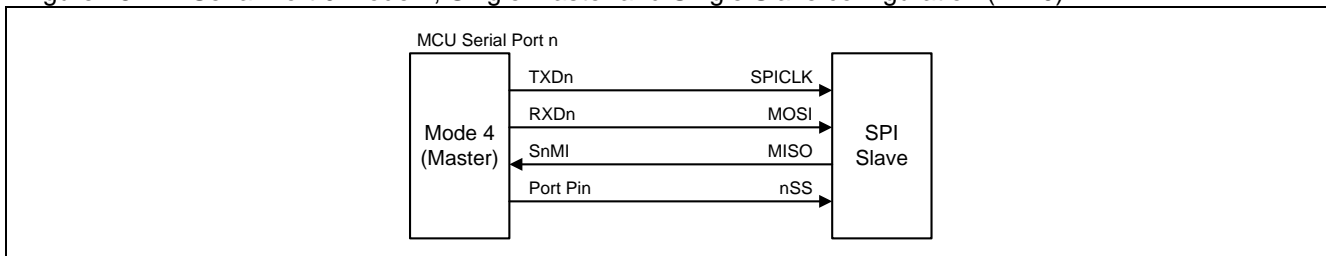 MCU Serial Port n
TXDn SPICLK
RXDn MOSI
Mode 4 SPI
(Master) Slave
SnMI MISO
Port Pin nSS